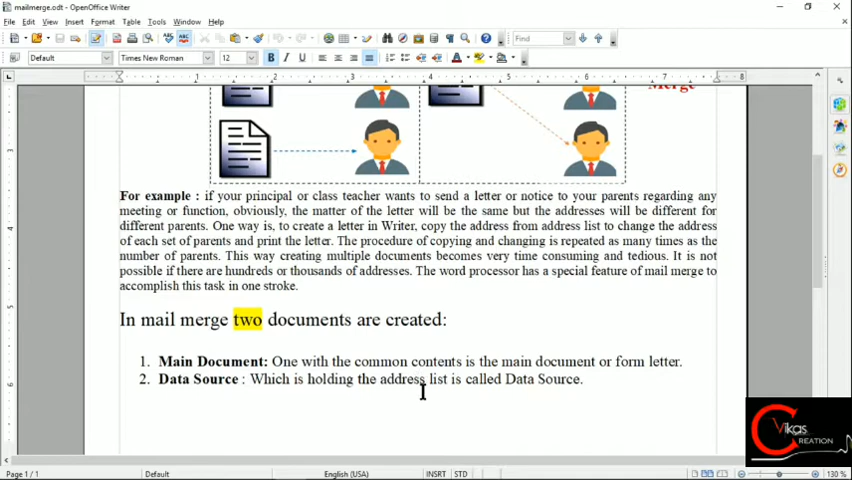 mailmerge.odt - OpenOffice Writer
File Edit View Insert Format Table Tools Window Help
Find
Default Times New Roman 12 B I U
1 2 3 4 5 6 7 8
Merge
For example : if your principal or class teacher wants to send a letter or notice to your parents regarding any
meeting or function, obviously, the matter of the letter will be the same but the addresses will be different for
different parents. One way is, to create a letter in Writer, copy the address from address list to change the address
of each set of parents and print the letter. The procedure of copying and changing is repeated as many times as the
number of parents. This way creating multiple documents becomes very time consuming and tedious. It is not
possible if there are hundreds or thousands of addresses. The word processor has a special feature of mail merge to
accomplish this task in one stroke.
In mail merge two documents are created:
1. Main Document: One with the common contents is the main document or form letter.
2. Data Source : Which is holding the address list is called Data Source.
Vikas
CREATION
Page 1 / 1 Default English (USA) INSRT STD 130 %